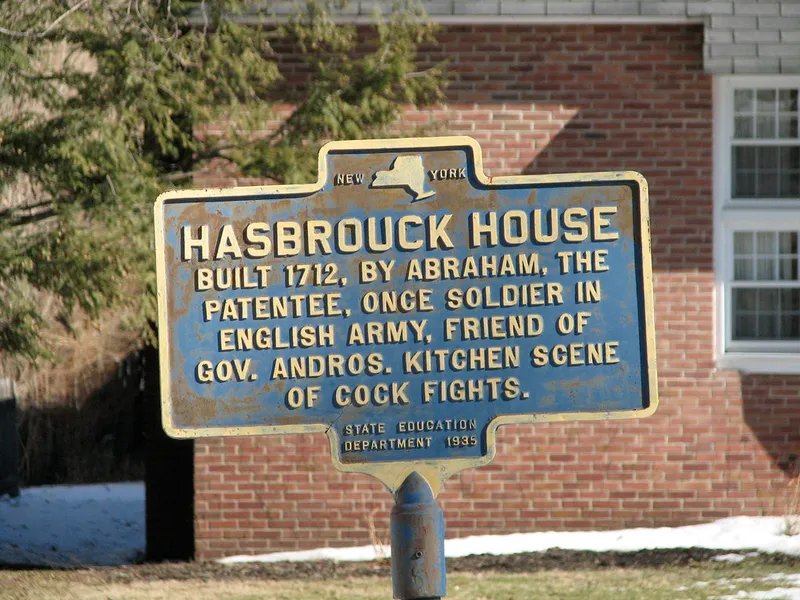 NEW YORK
HASBROUCK HOUSE
BUILT 1712, BY ABRAHAM, THE
PATENTEE, ONCE SOLDIER IN
ENGLISH ARMY, FRIEND OF
GOV. ANDROS. KITCHEN SCENE
OF COCK FIGHTS.
STATE EDUCATION
DEPARTMENT 1935